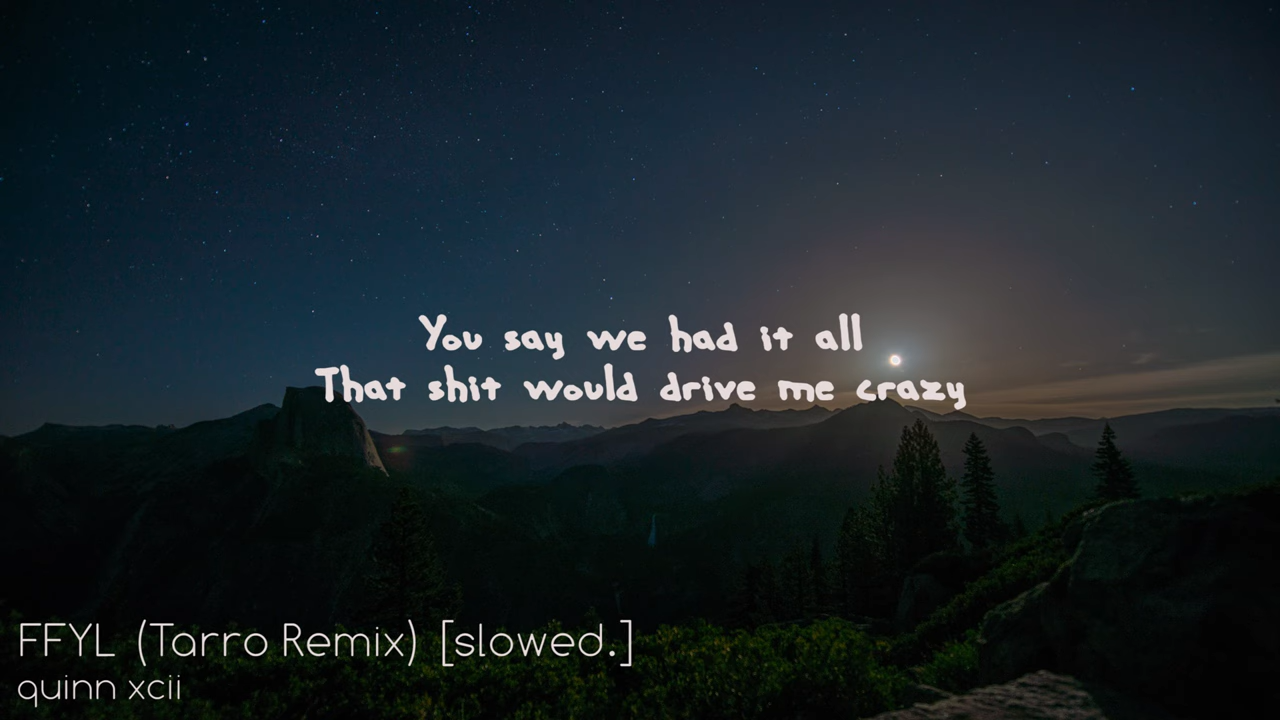 You say we had it all
That shit would drive me crazy
FFYL (Tarro Remix) [slowed.]
quinn xcii